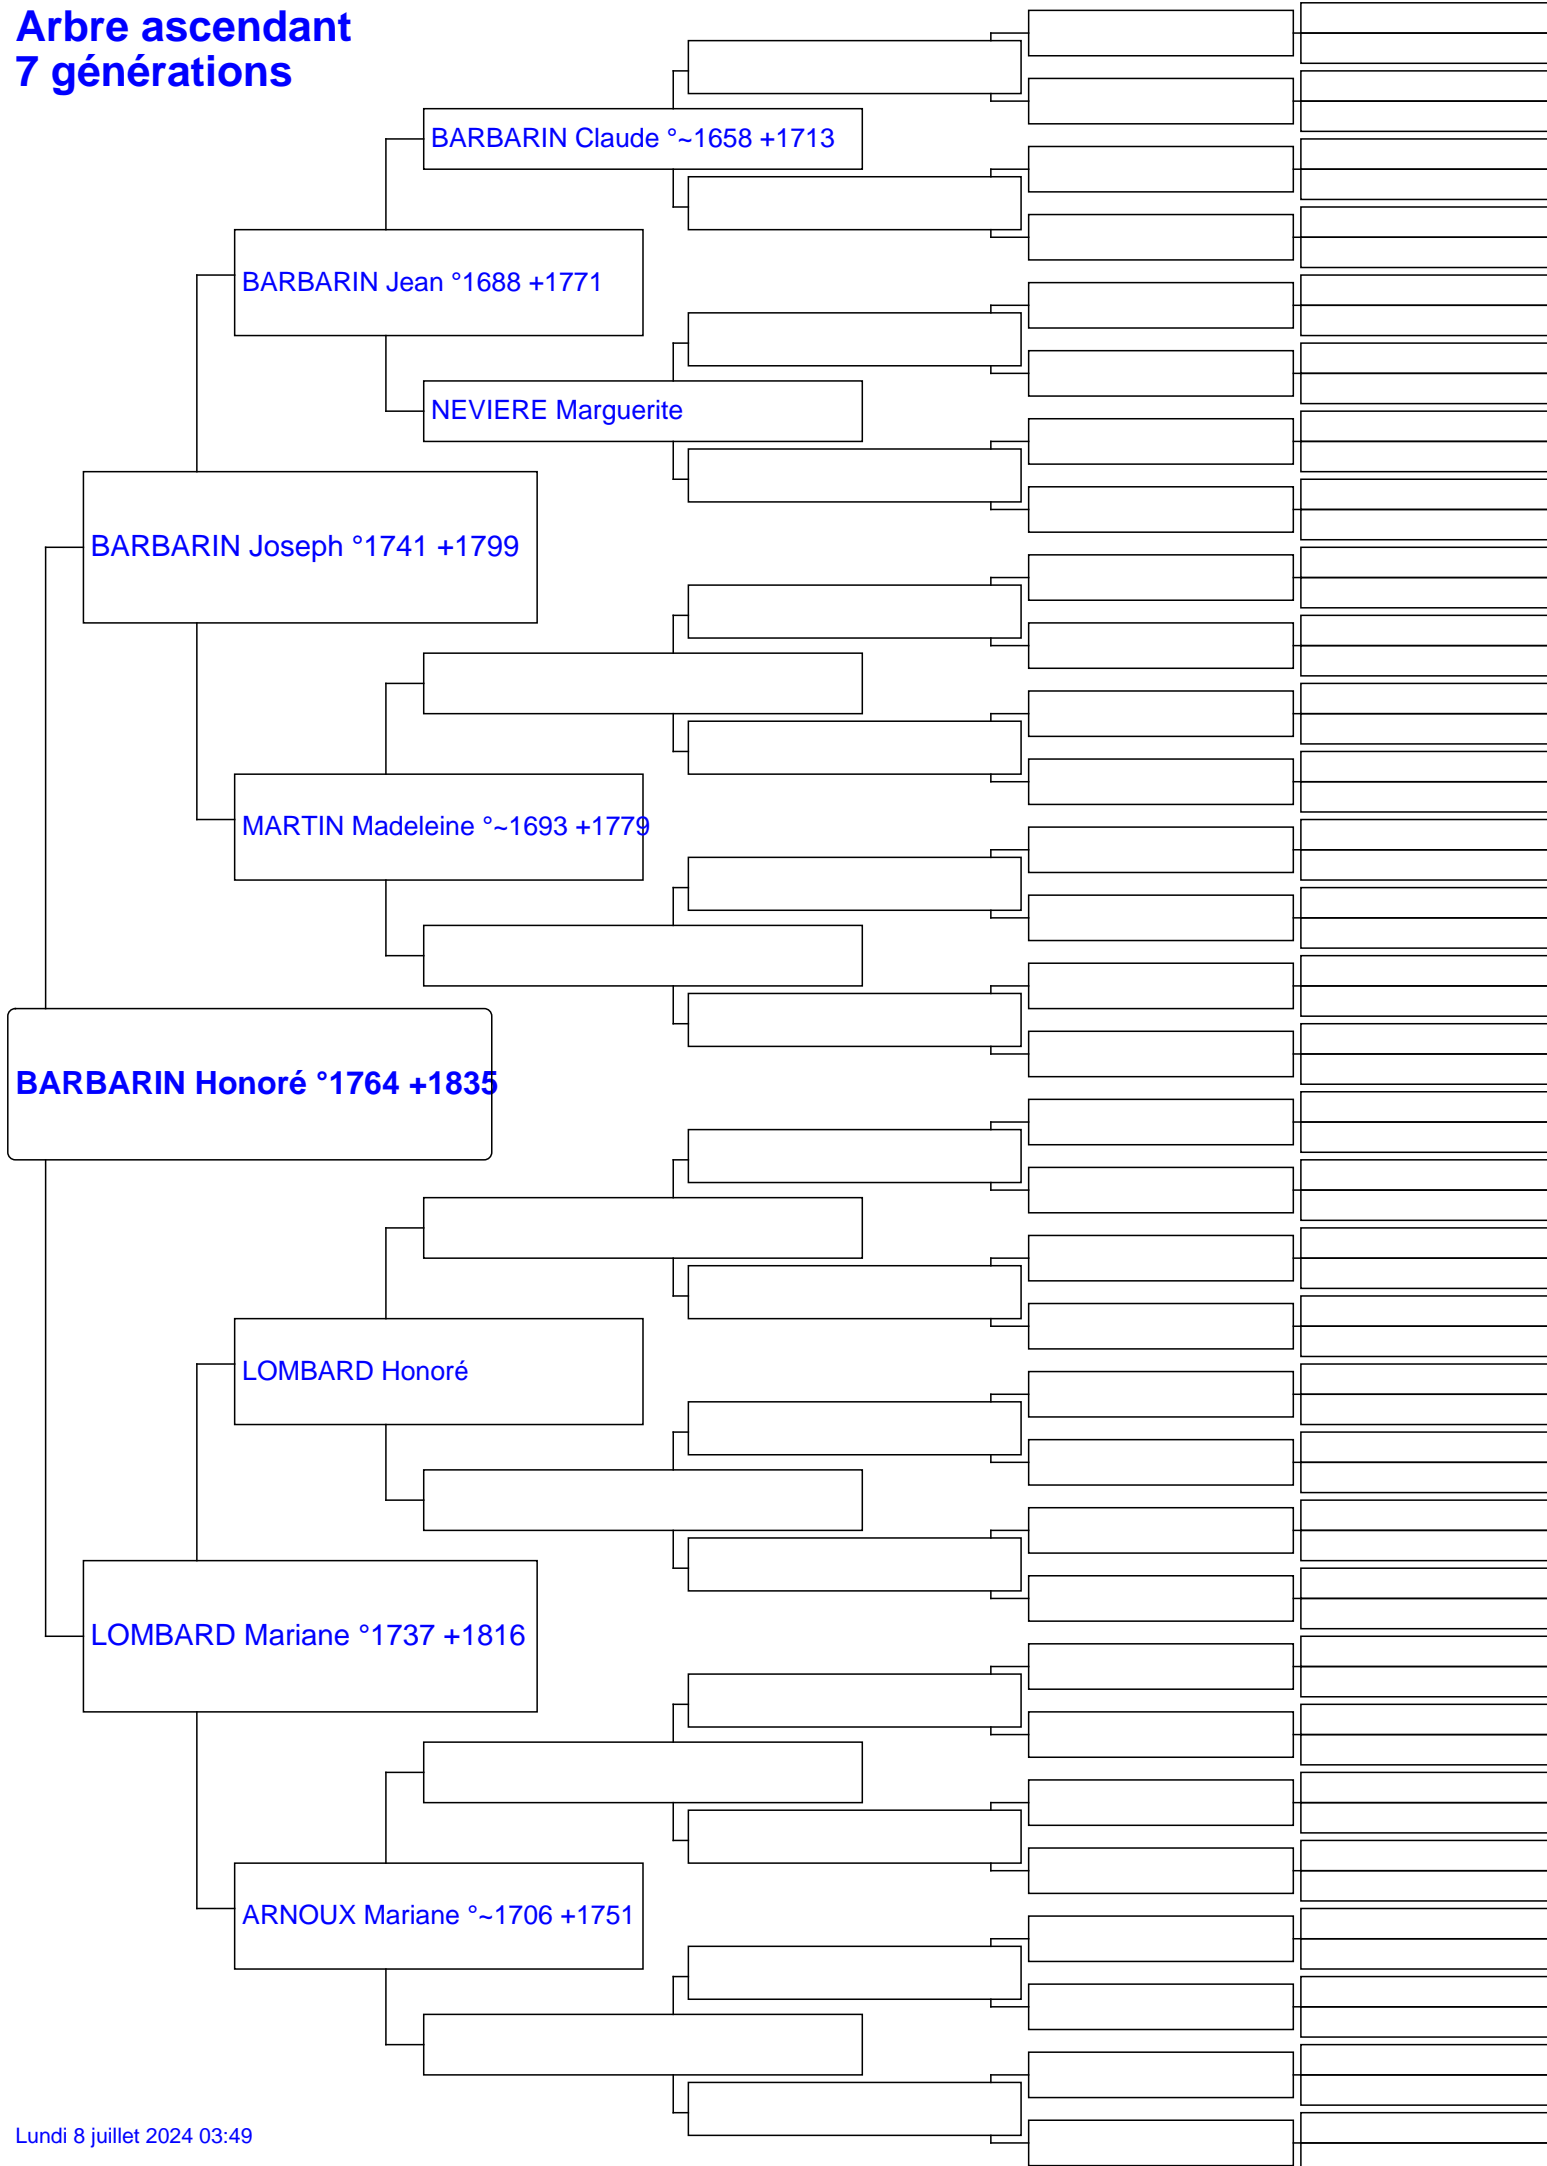 Arbre ascendant
7 générations
BARBARIN Claude °~1658 +1713
BARBARIN Jean °1688 +1771
NEVIERE Marguerite
BARBARIN Joseph °1741 +1799
MARTIN Madeleine °~1693 +1779
BARBARIN Honoré °1764 +1835
LOMBARD Honoré
LOMBARD Mariane °1737 +1816
ARNOUX Mariane °~1706 +1751
Lundi 8 juillet 2024 03:49